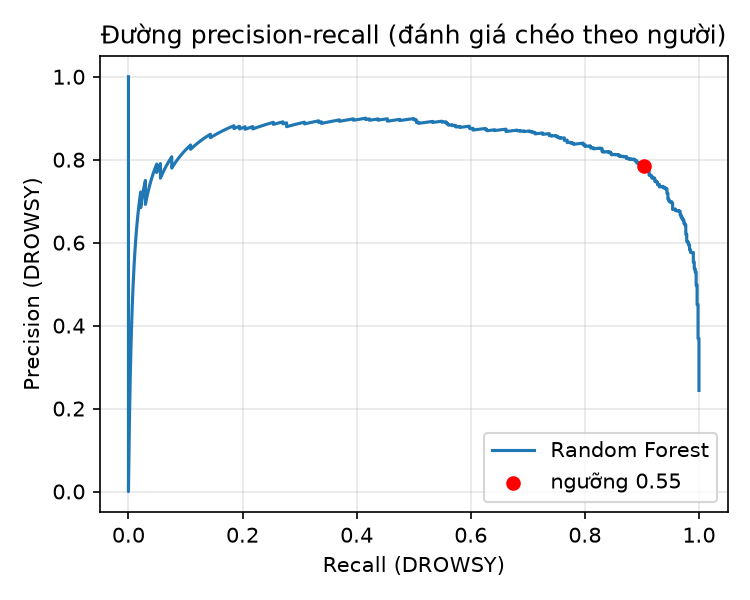 Đường precision-recall (đánh giá chéo theo người)
Precision (DROWSY)
1.0
0.8
0.6
0.4
0.2
0.0
Random Forest
ngưỡng 0.55
0.0 0.2 0.4 0.6 0.8 1.0
Recall (DROWSY)